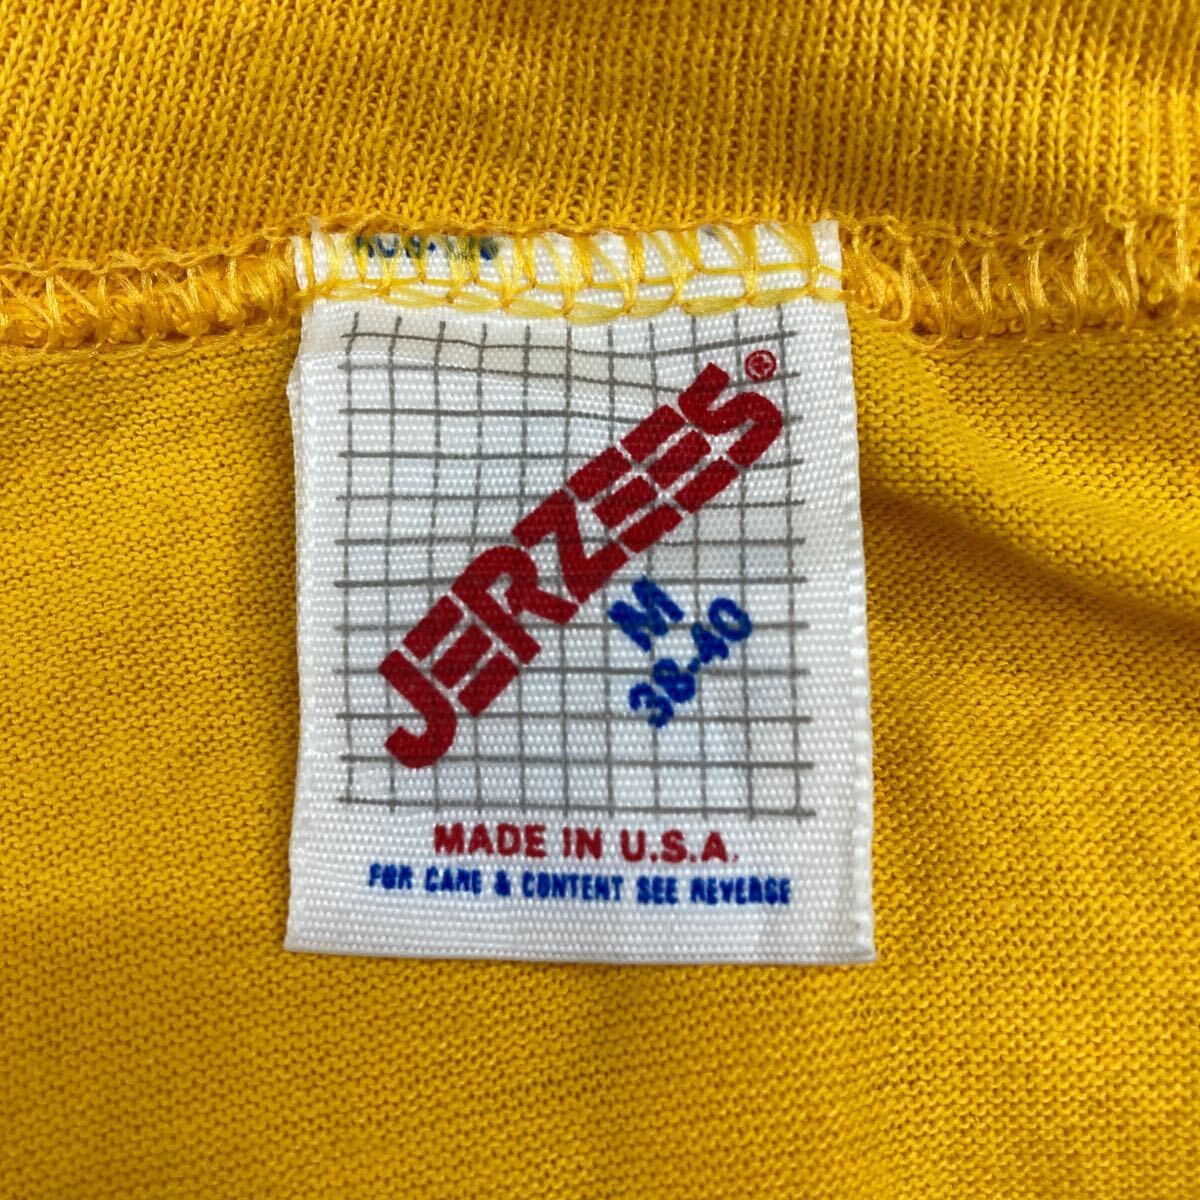 JERZEES®
M
38-40
MADE IN U.S.A.
FOR CARE & CONTENT SEE REVERSE